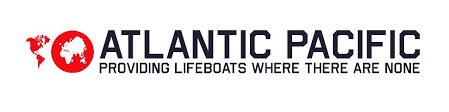 ATLANTIC PACIFIC
PROVIDING LIFEBOATS WHERE THERE ARE NONE